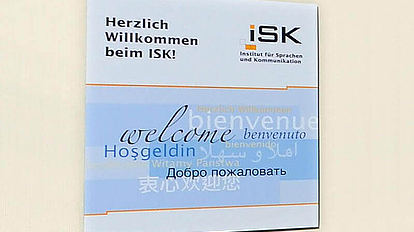 Herzlich
Willkommen
beim ISK!
iSK
Institut für Sprachen
und Kommunikation
Herzlich Willkommen
bienvenue
welcome benvenuto
أهلا و سهلا
bienvenido
Hoşgeldin
Witamy Państwa
Добро пожаловать
衷心欢迎您